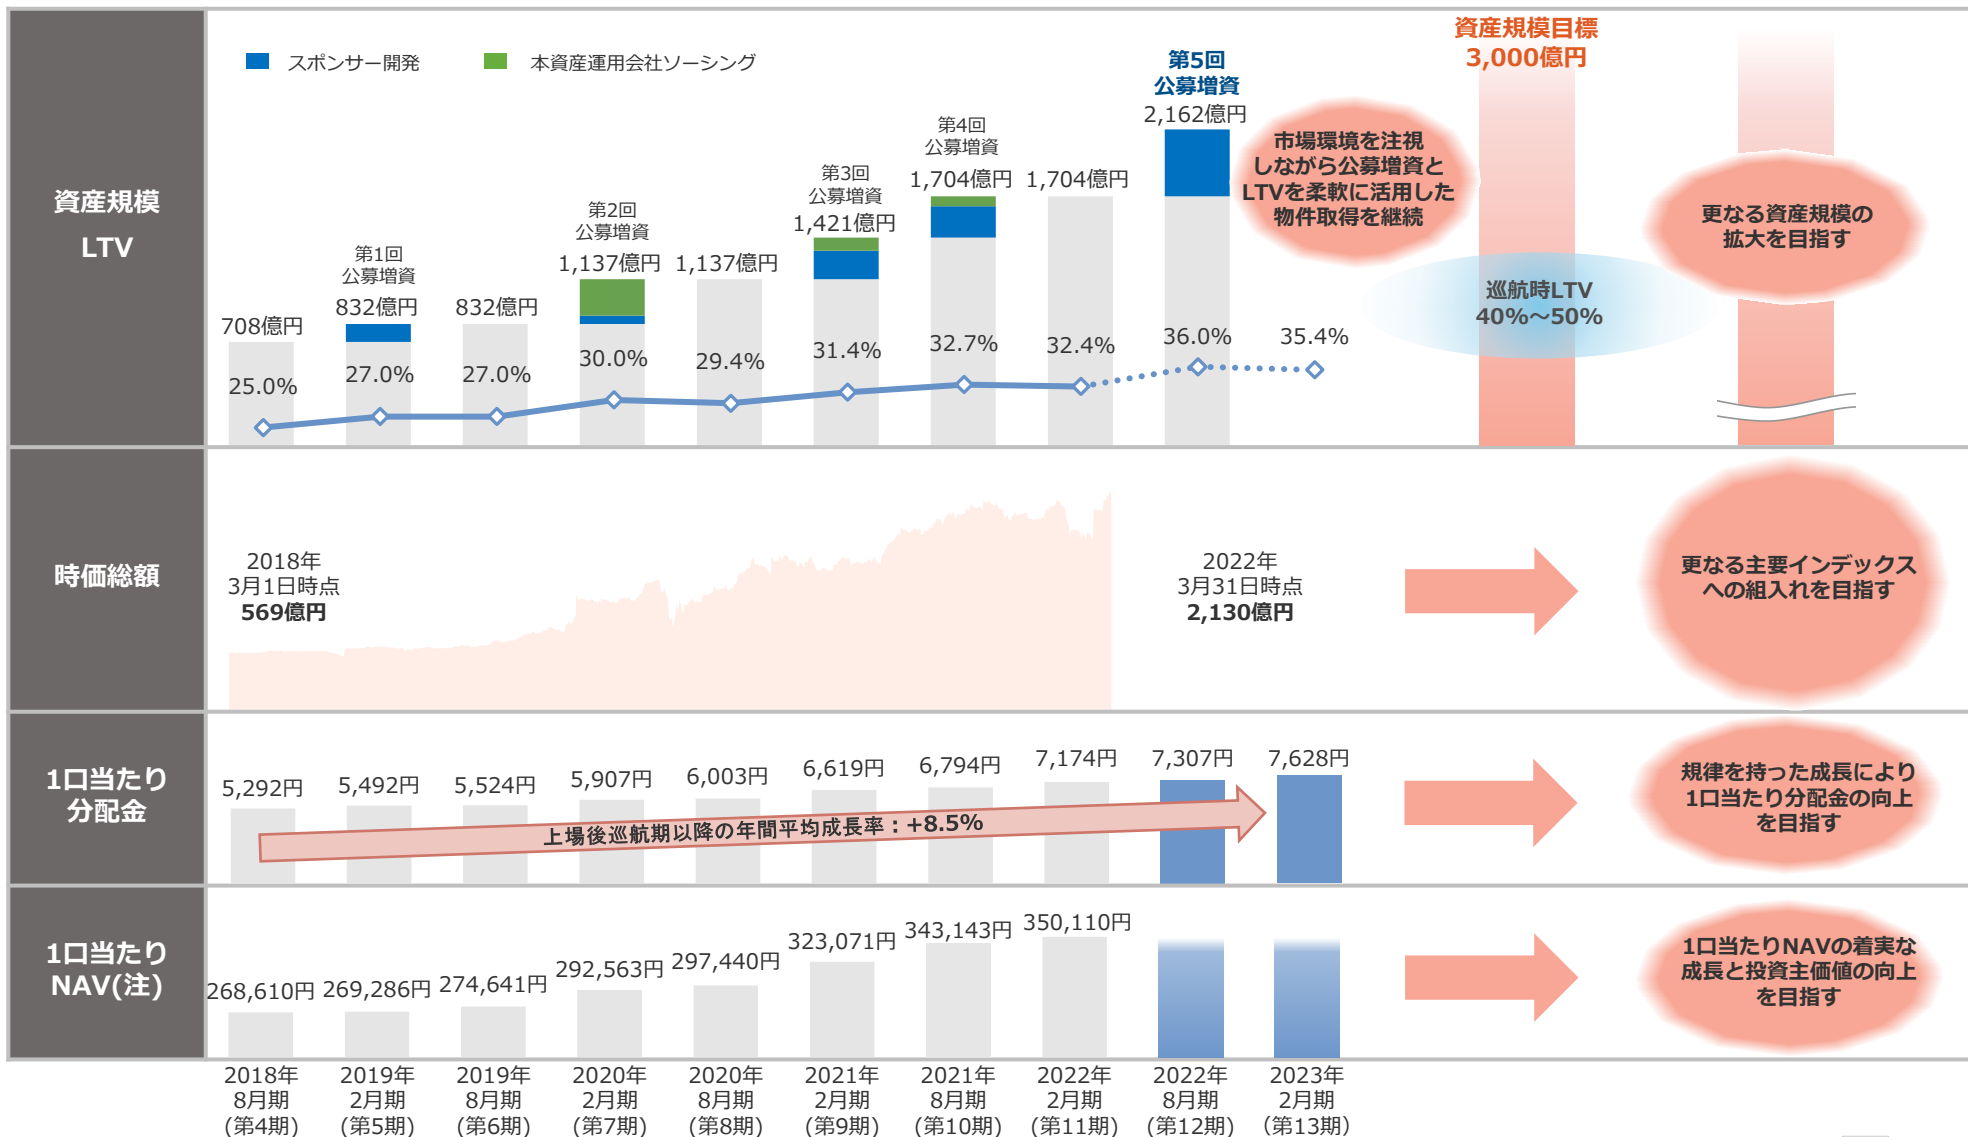 資産規模
LTV
スポンサー開発
本資産運用会社ソーシング
708億円
第1回
公募増資
832億円
832億円
第2回
公募増資
1,137億円
1,137億円
第3回
公募増資
1,421億円
第4回
公募増資
1,704億円
1,704億円
第5回
公募増資
2,162億円
25.0%
27.0%
27.0%
30.0%
29.4%
31.4%
32.7%
32.4%
36.0%
35.4%
資産規模目標
3,000億円
市場環境を注視
しながら公募増資と
LTVを柔軟に活用した
物件取得を継続
巡航時LTV
40%～50%
更なる資産規模の
拡大を目指す
時価総額
2018年
3月1日時点
569億円
2022年
3月31日時点
2,130億円
更なる主要インデックス
への組入れを目指す
1口当たり
分配金
5,292円
5,492円
5,524円
5,907円
6,003円
6,619円
6,794円
7,174円
7,307円
7,628円
上場後巡航期以降の年間平均成長率：+8.5%
規律を持った成長により
1口当たり分配金の向上
を目指す
1口当たり
NAV(注)
268,610円
269,286円
274,641円
292,563円
297,440円
323,071円
343,143円
350,110円
1口当たりNAVの着実な
成長と投資主価値の向上
を目指す
2018年
8月期
(第4期)
2019年
2月期
(第5期)
2019年
8月期
(第6期)
2020年
2月期
(第7期)
2020年
8月期
(第8期)
2021年
2月期
(第9期)
2021年
8月期
(第10期)
2022年
2月期
(第11期)
2022年
8月期
(第12期)
2023年
2月期
(第13期)